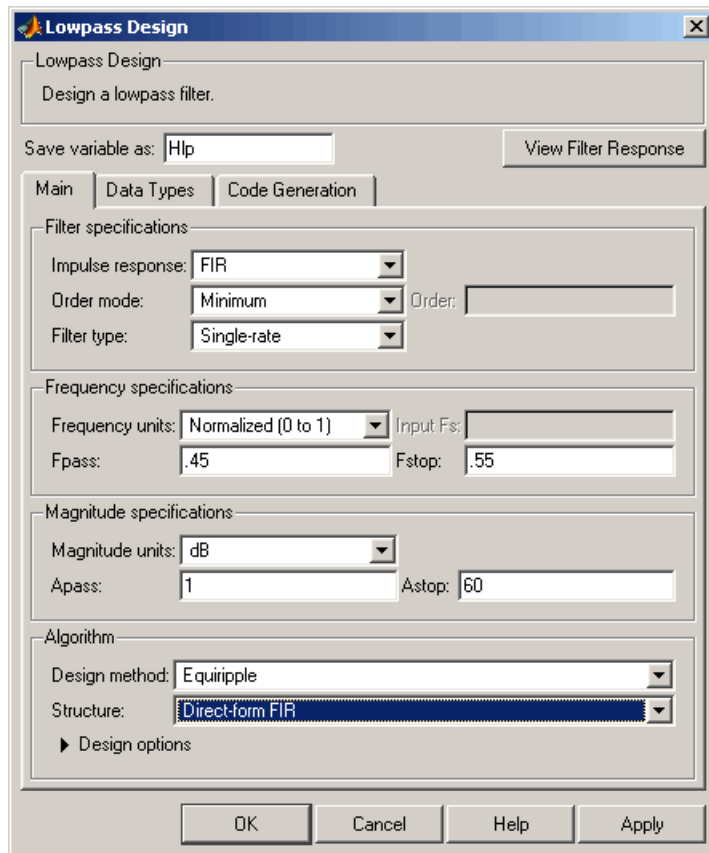 Lowpass Design
Lowpass Design
Design a lowpass filter.
Save variable as: Hlp View Filter Response
Main Data Types Code Generation
Filter specifications
Impulse response: FIR
Order mode: Minimum Order:
Filter type: Single-rate
Frequency specifications
Frequency units: Normalized (0 to 1) Input Fs:
Fpass: .45 Fstop: .55
Magnitude specifications
Magnitude units: dB
Apass: 1 Astop: 60
Algorithm
Design method: Equiripple
Structure: Direct-form FIR
Design options
OK Cancel Help Apply